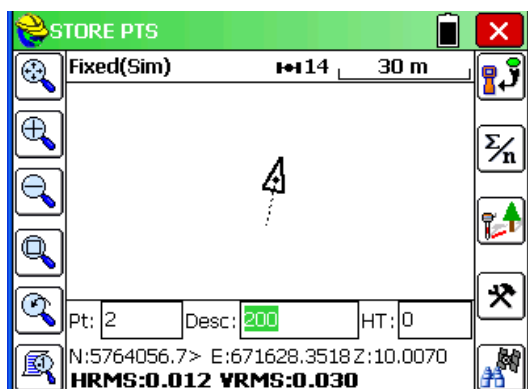 STORE PTS
Fixed(Sim) 14 30 m
Σ/n
Pt: 2 Desc: 200 HT: 0
N:5764056.7> E:671628.3518 Z:10.0070
HRMS:0.012 VRMS:0.030